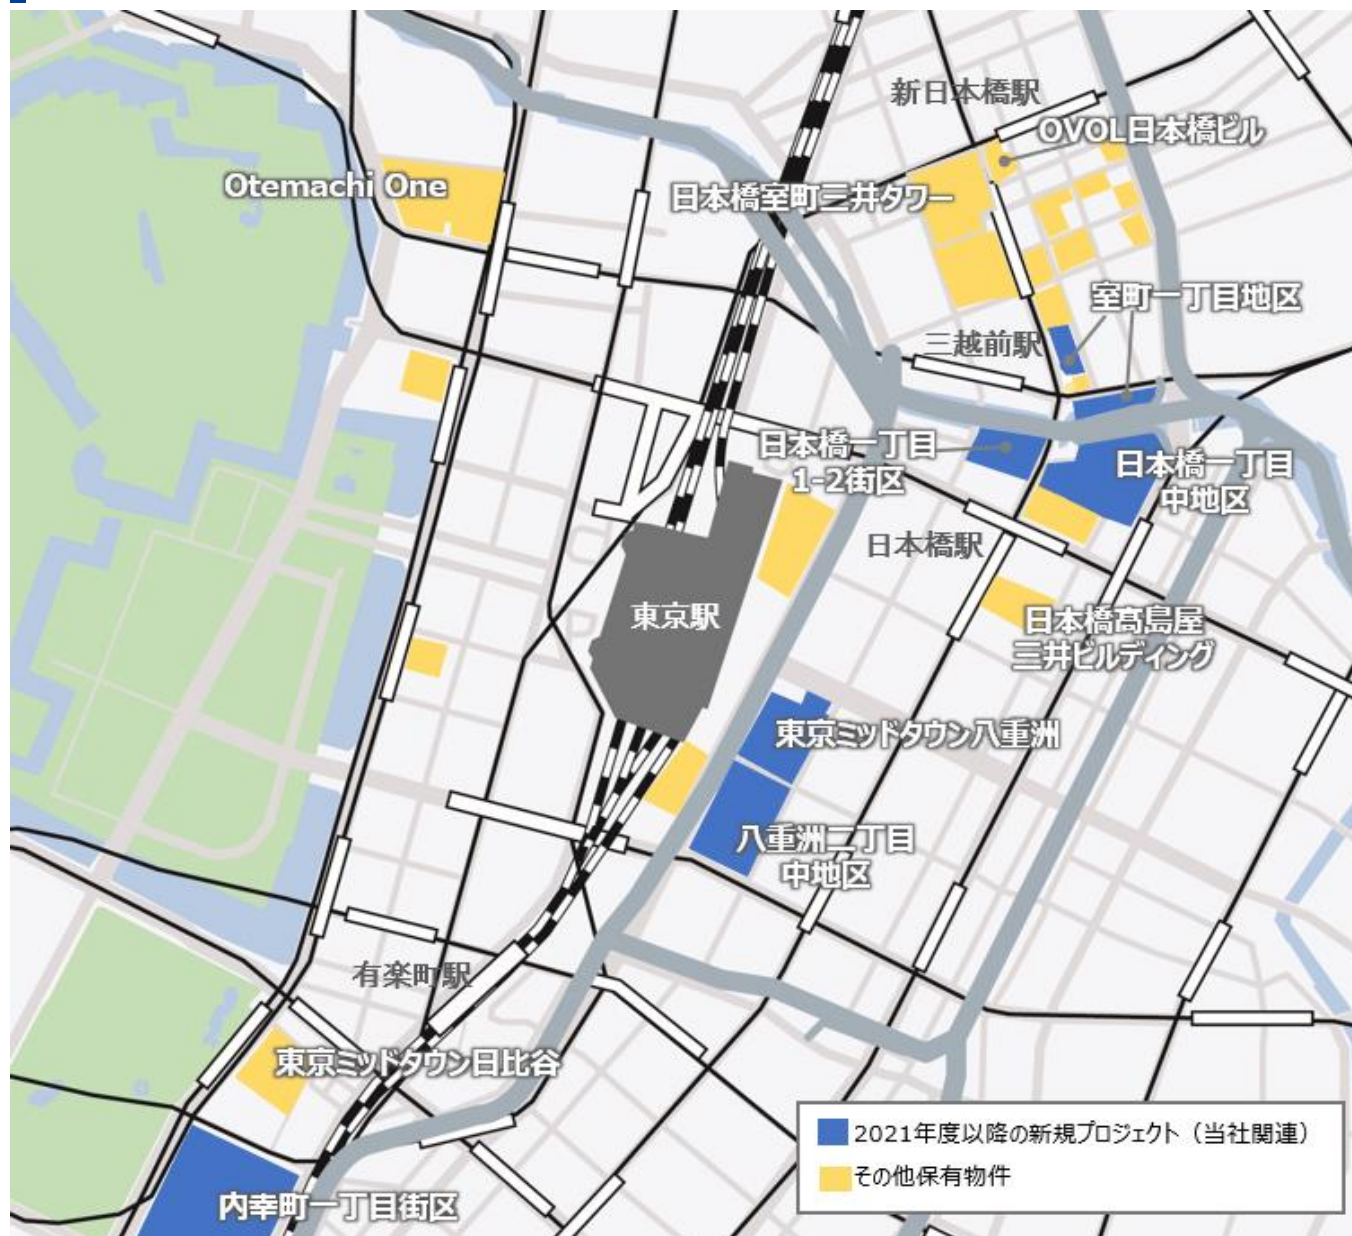 新日本橋駅
OVOL日本橋ビル
Otemachi One
日本橋室町三井タワー
室町一丁目地区
三越前駅
日本橋一丁目
1-2街区
日本橋一丁目
中地区
日本橋駅
東京駅
日本橋髙島屋
三井ビルディング
東京ミッドタウン八重洲
八重洲二丁目
中地区
有楽町駅
東京ミッドタウン日比谷
2021年度以降の新規プロジェクト（当社関連）
その他保有物件
内幸町一丁目街区